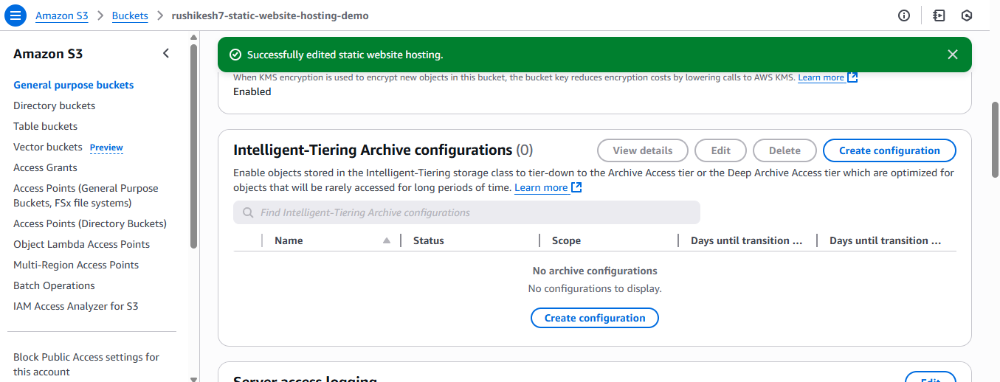 Amazon S3 > Buckets > rushikesh7-static-website-hosting-demo
Amazon S3
General purpose buckets
Directory buckets
Table buckets
Vector buckets Preview
Access Grants
Access Points (General Purpose
Buckets, FSx file systems)
Access Points (Directory Buckets)
Object Lambda Access Points
Multi-Region Access Points
Batch Operations
IAM Access Analyzer for S3
Block Public Access settings for
this account
Successfully edited static website hosting.
When KMS encryption is used to encrypt new objects in this bucket, the bucket key reduces encryption costs by lowering calls to AWS KMS. Learn more
Enabled
Intelligent-Tiering Archive configurations (0)
View details
Edit
Delete
Create configuration
Enable objects stored in the Intelligent-Tiering storage class to tier-down to the Archive Access tier or the Deep Archive Access tier which are optimized for
objects that will be rarely accessed for long periods of time. Learn more
Find Intelligent-Tiering Archive configurations
Name Status Scope Days until transition ... Days until transition ...
No archive configurations
No configurations to display.
Create configuration
Server access logging
Edit